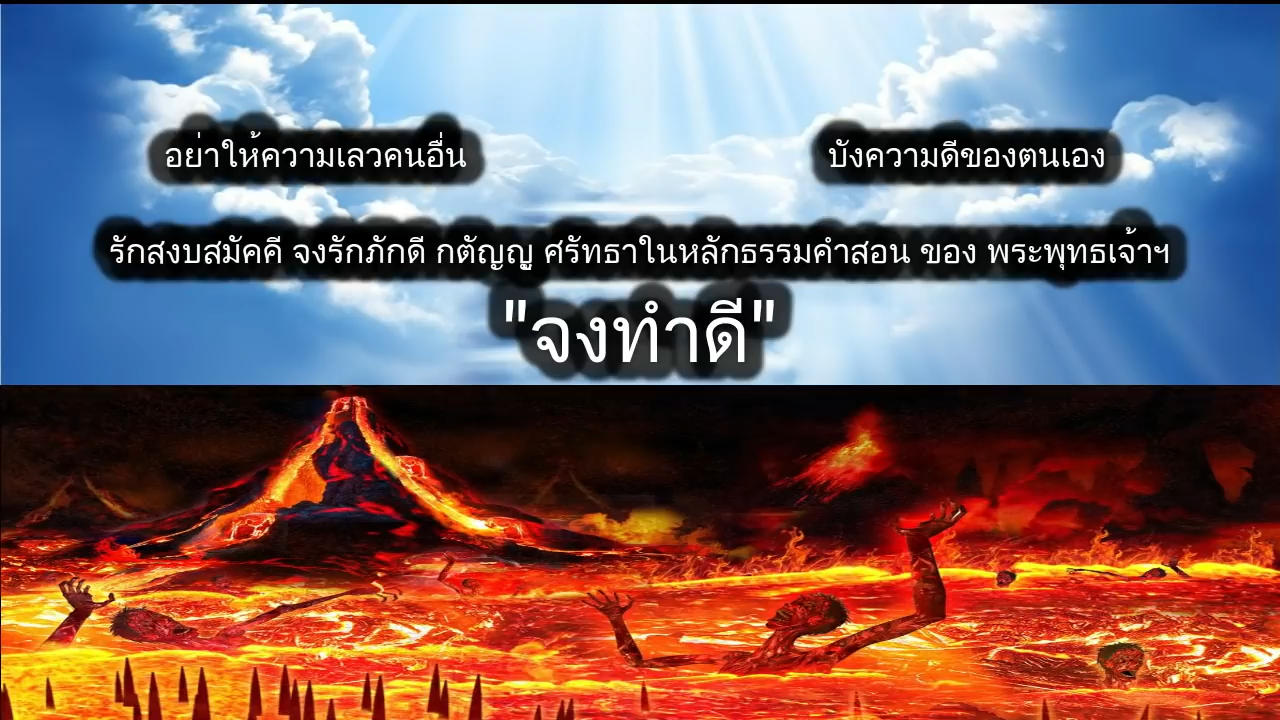 อย่าให้ความเลวคนอื่น บังความดีของตนเอง
รักสงบสมัคคี จงรักภักดี กตัญญู ศรัทธาในหลักธรรมคำสอน ของ พระพุทธเจ้าฯ
"จงทำดี"